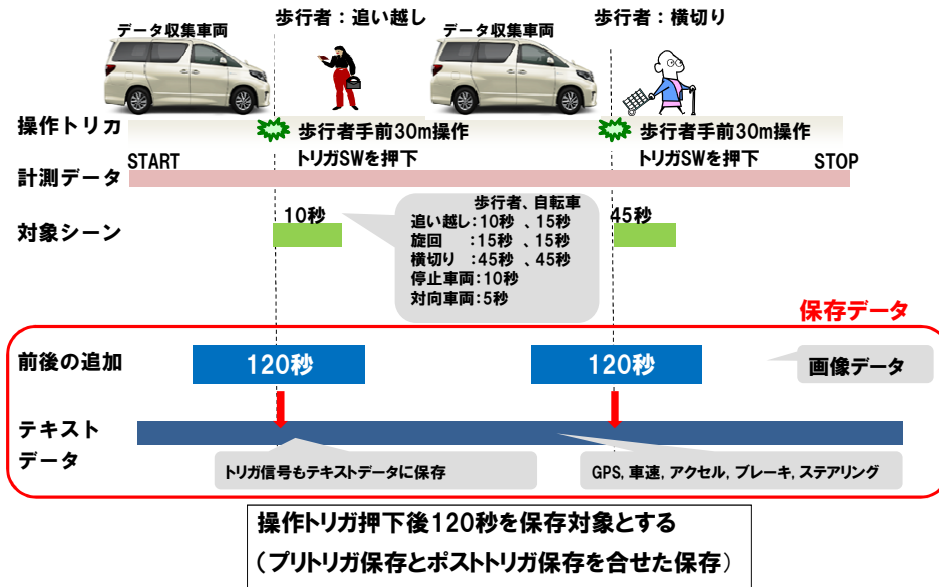 歩行者：追い越し
歩行者：横切り
データ収集車両
データ収集車両
操作トリカ
歩行者手前30m操作
トリガSWを押下
歩行者手前30m操作
トリガSWを押下
START
STOP
計測データ
対象シーン
10秒
45秒
歩行者、自転車
追い越し：10秒 、15秒
旋回　：15秒 、15秒
横切り ：45秒 、45秒
停止車両：10秒
対向車両：5秒
保存データ
前後の追加
120秒
120秒
画像データ
テキスト
データ
トリガ信号もテキストデータに保存
GPS, 車速, アクセル, ブレーキ, ステアリング
操作トリガ押下後120秒を保存対象とする
（プリトリガ保存とポストトリガ保存を合せた保存）